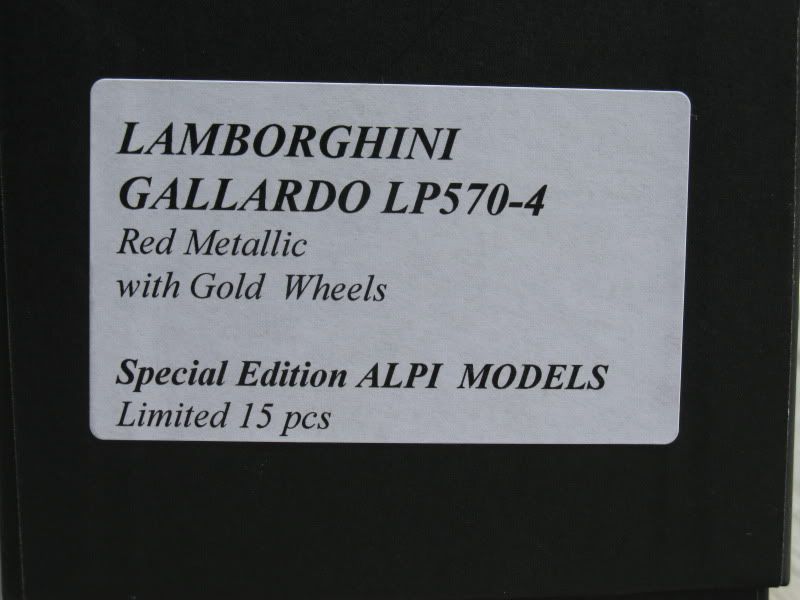 LAMBORGHINI
GALLARDO LP570-4
Red Metallic
with Gold Wheels
Special Edition ALPI MODELS
Limited 15 pcs